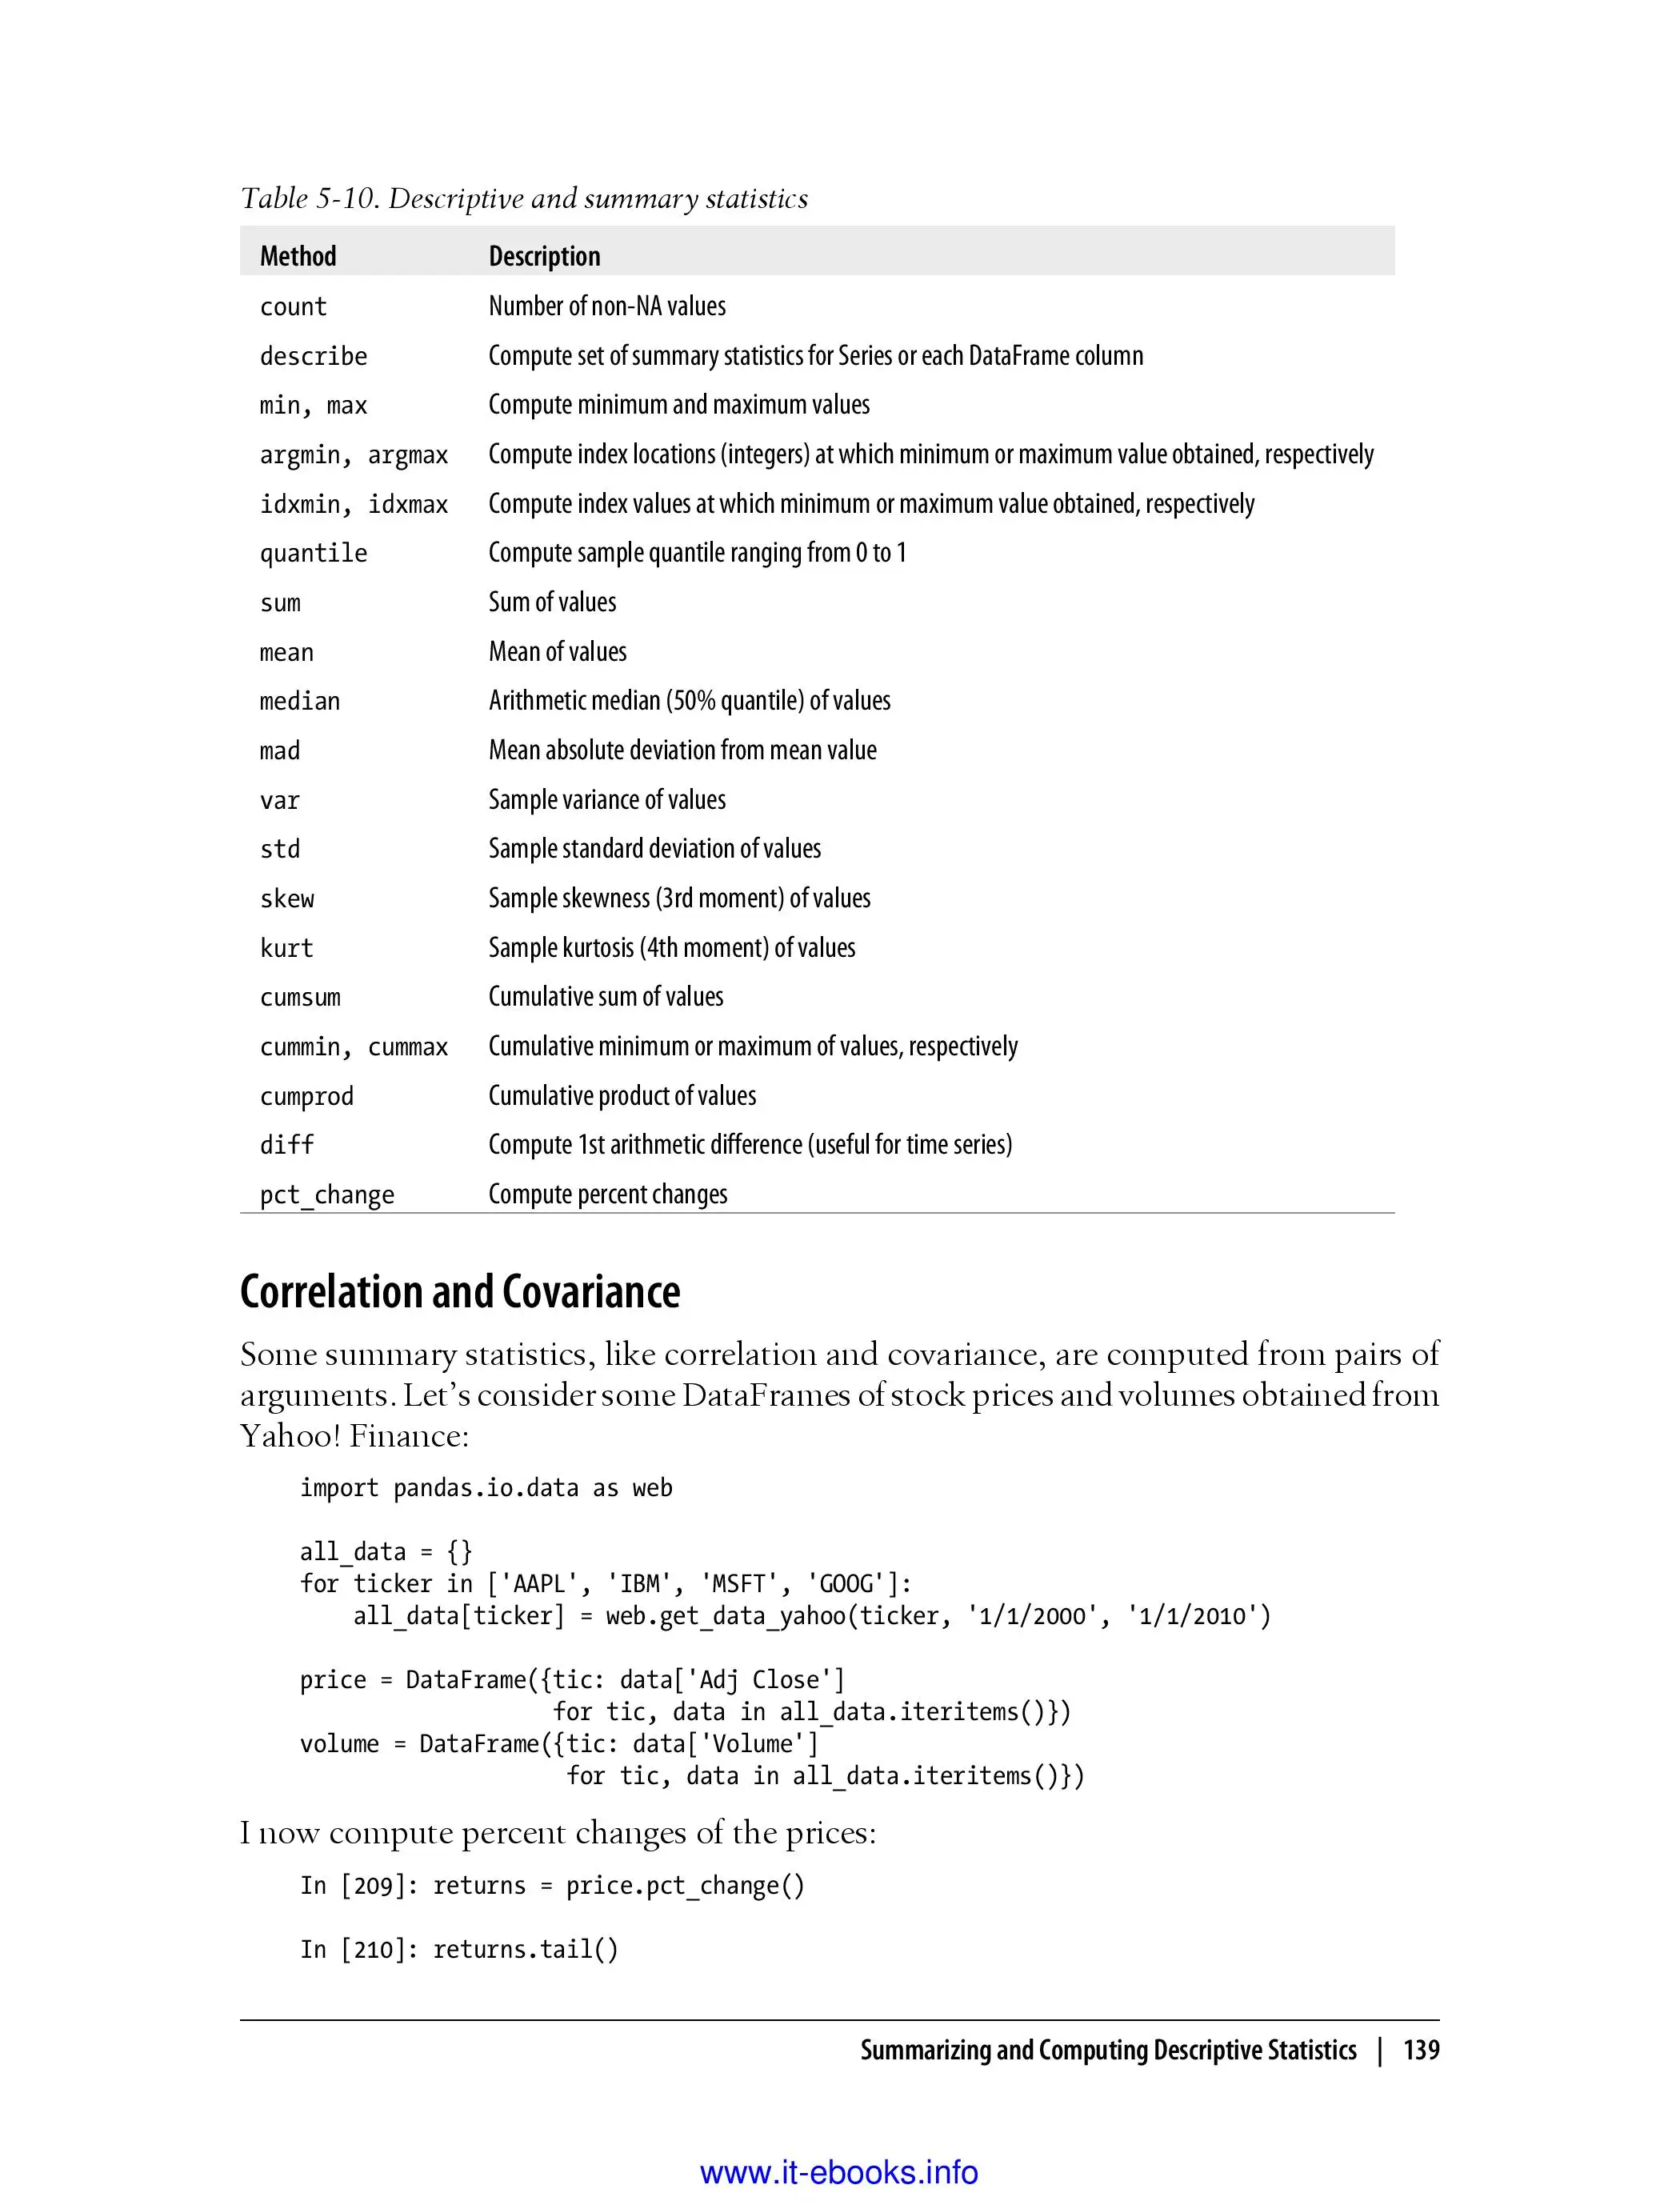 Table 5-10. Descriptive and summary statistics
Method Description
count Number of non-NA values
describe Compute set of summary statistics for Series or each DataFrame column
min, max Compute minimum and maximum values
argmin, argmax Compute index locations (integers) at which minimum or maximum value obtained, respectively
idxmin, idxmax Compute index values at which minimum or maximum value obtained, respectively
quantile Compute sample quantile ranging from 0 to 1
sum Sum of values
mean Mean of values
median Arithmetic median (50% quantile) of values
mad Mean absolute deviation from mean value
var Sample variance of values
std Sample standard deviation of values
skew Sample skewness (3rd moment) of values
kurt Sample kurtosis (4th moment) of values
cumsum Cumulative sum of values
cummin, cummax Cumulative minimum or maximum of values, respectively
cumprod Cumulative product of values
diff Compute 1st arithmetic difference (useful for time series)
pct_change Compute percent changes
Correlation and Covariance
Some summary statistics, like correlation and covariance, are computed from pairs of
arguments. Let’s consider some DataFrames of stock prices and volumes obtained from
Yahoo! Finance:
import pandas.io.data as web
all_data = {}
for ticker in ['AAPL', 'IBM', 'MSFT', 'GOOG']:
    all_data[ticker] = web.get_data_yahoo(ticker, '1/1/2000', '1/1/2010')
price = DataFrame({tic: data['Adj Close']
                   for tic, data in all_data.iteritems()})
volume = DataFrame({tic: data['Volume']
                    for tic, data in all_data.iteritems()})
I now compute percent changes of the prices:
In [209]: returns = price.pct_change()
In [210]: returns.tail()
Summarizing and Computing Descriptive Statistics | 139
www.it-ebooks.info